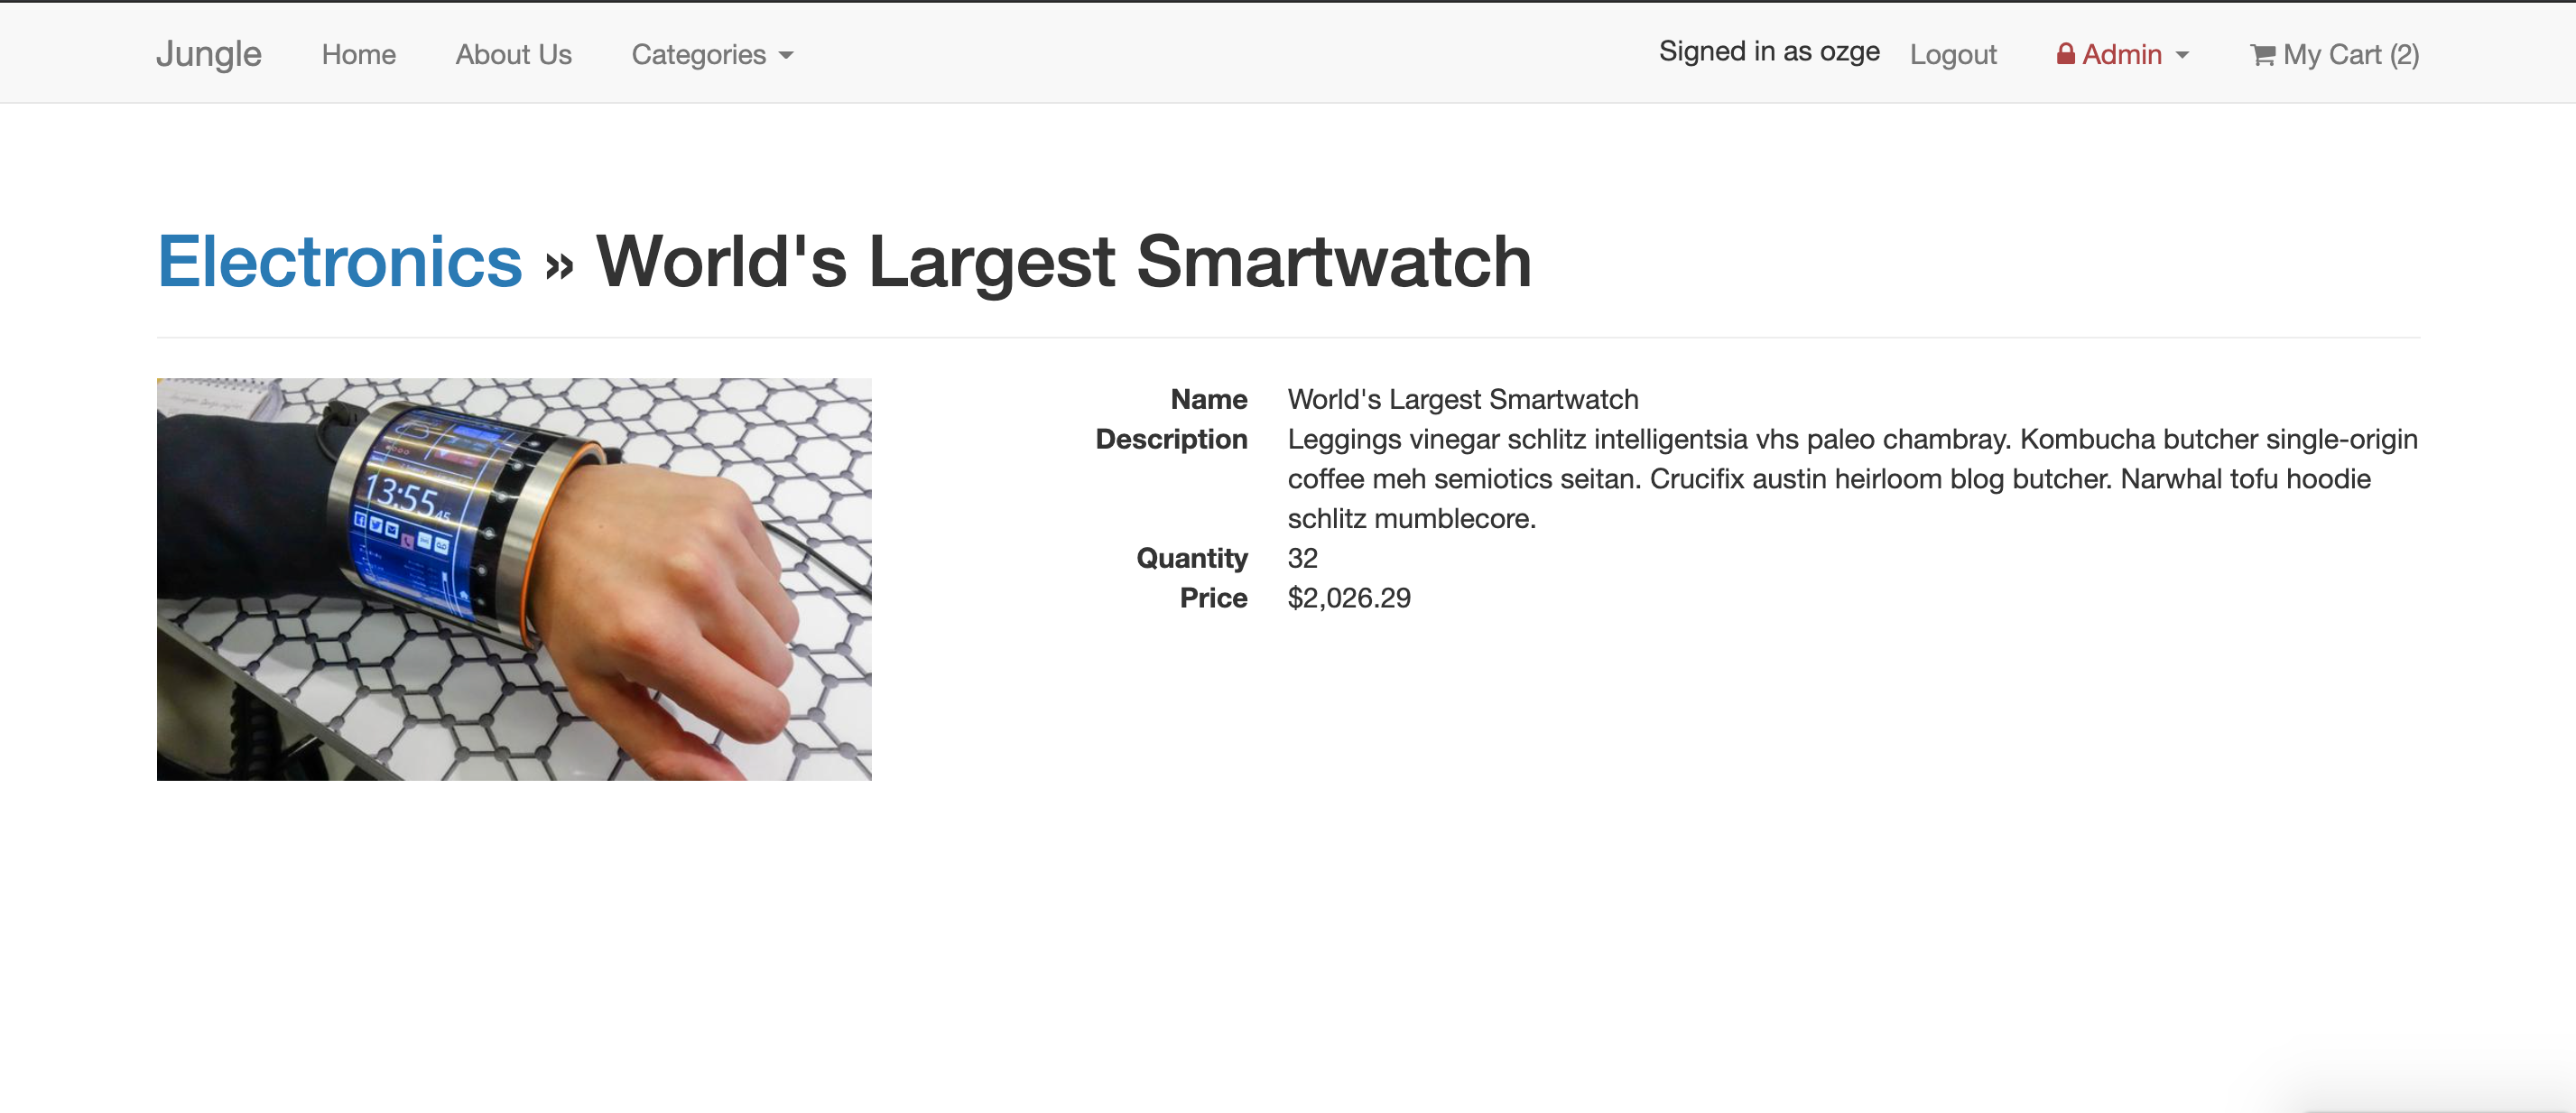 Jungle Home About Us Categories Signed in as ozge Logout Admin My Cart (2)
Electronics » World's Largest Smartwatch
13:55 45
Name World's Largest Smartwatch
Description Leggings vinegar schlitz intelligentsia vhs paleo chambray. Kombucha butcher single-origin
coffee meh semiotics seitan. Crucifix austin heirloom blog butcher. Narwhal tofu hoodie
schlitz mumblecore.
Quantity 32
Price $2,026.29